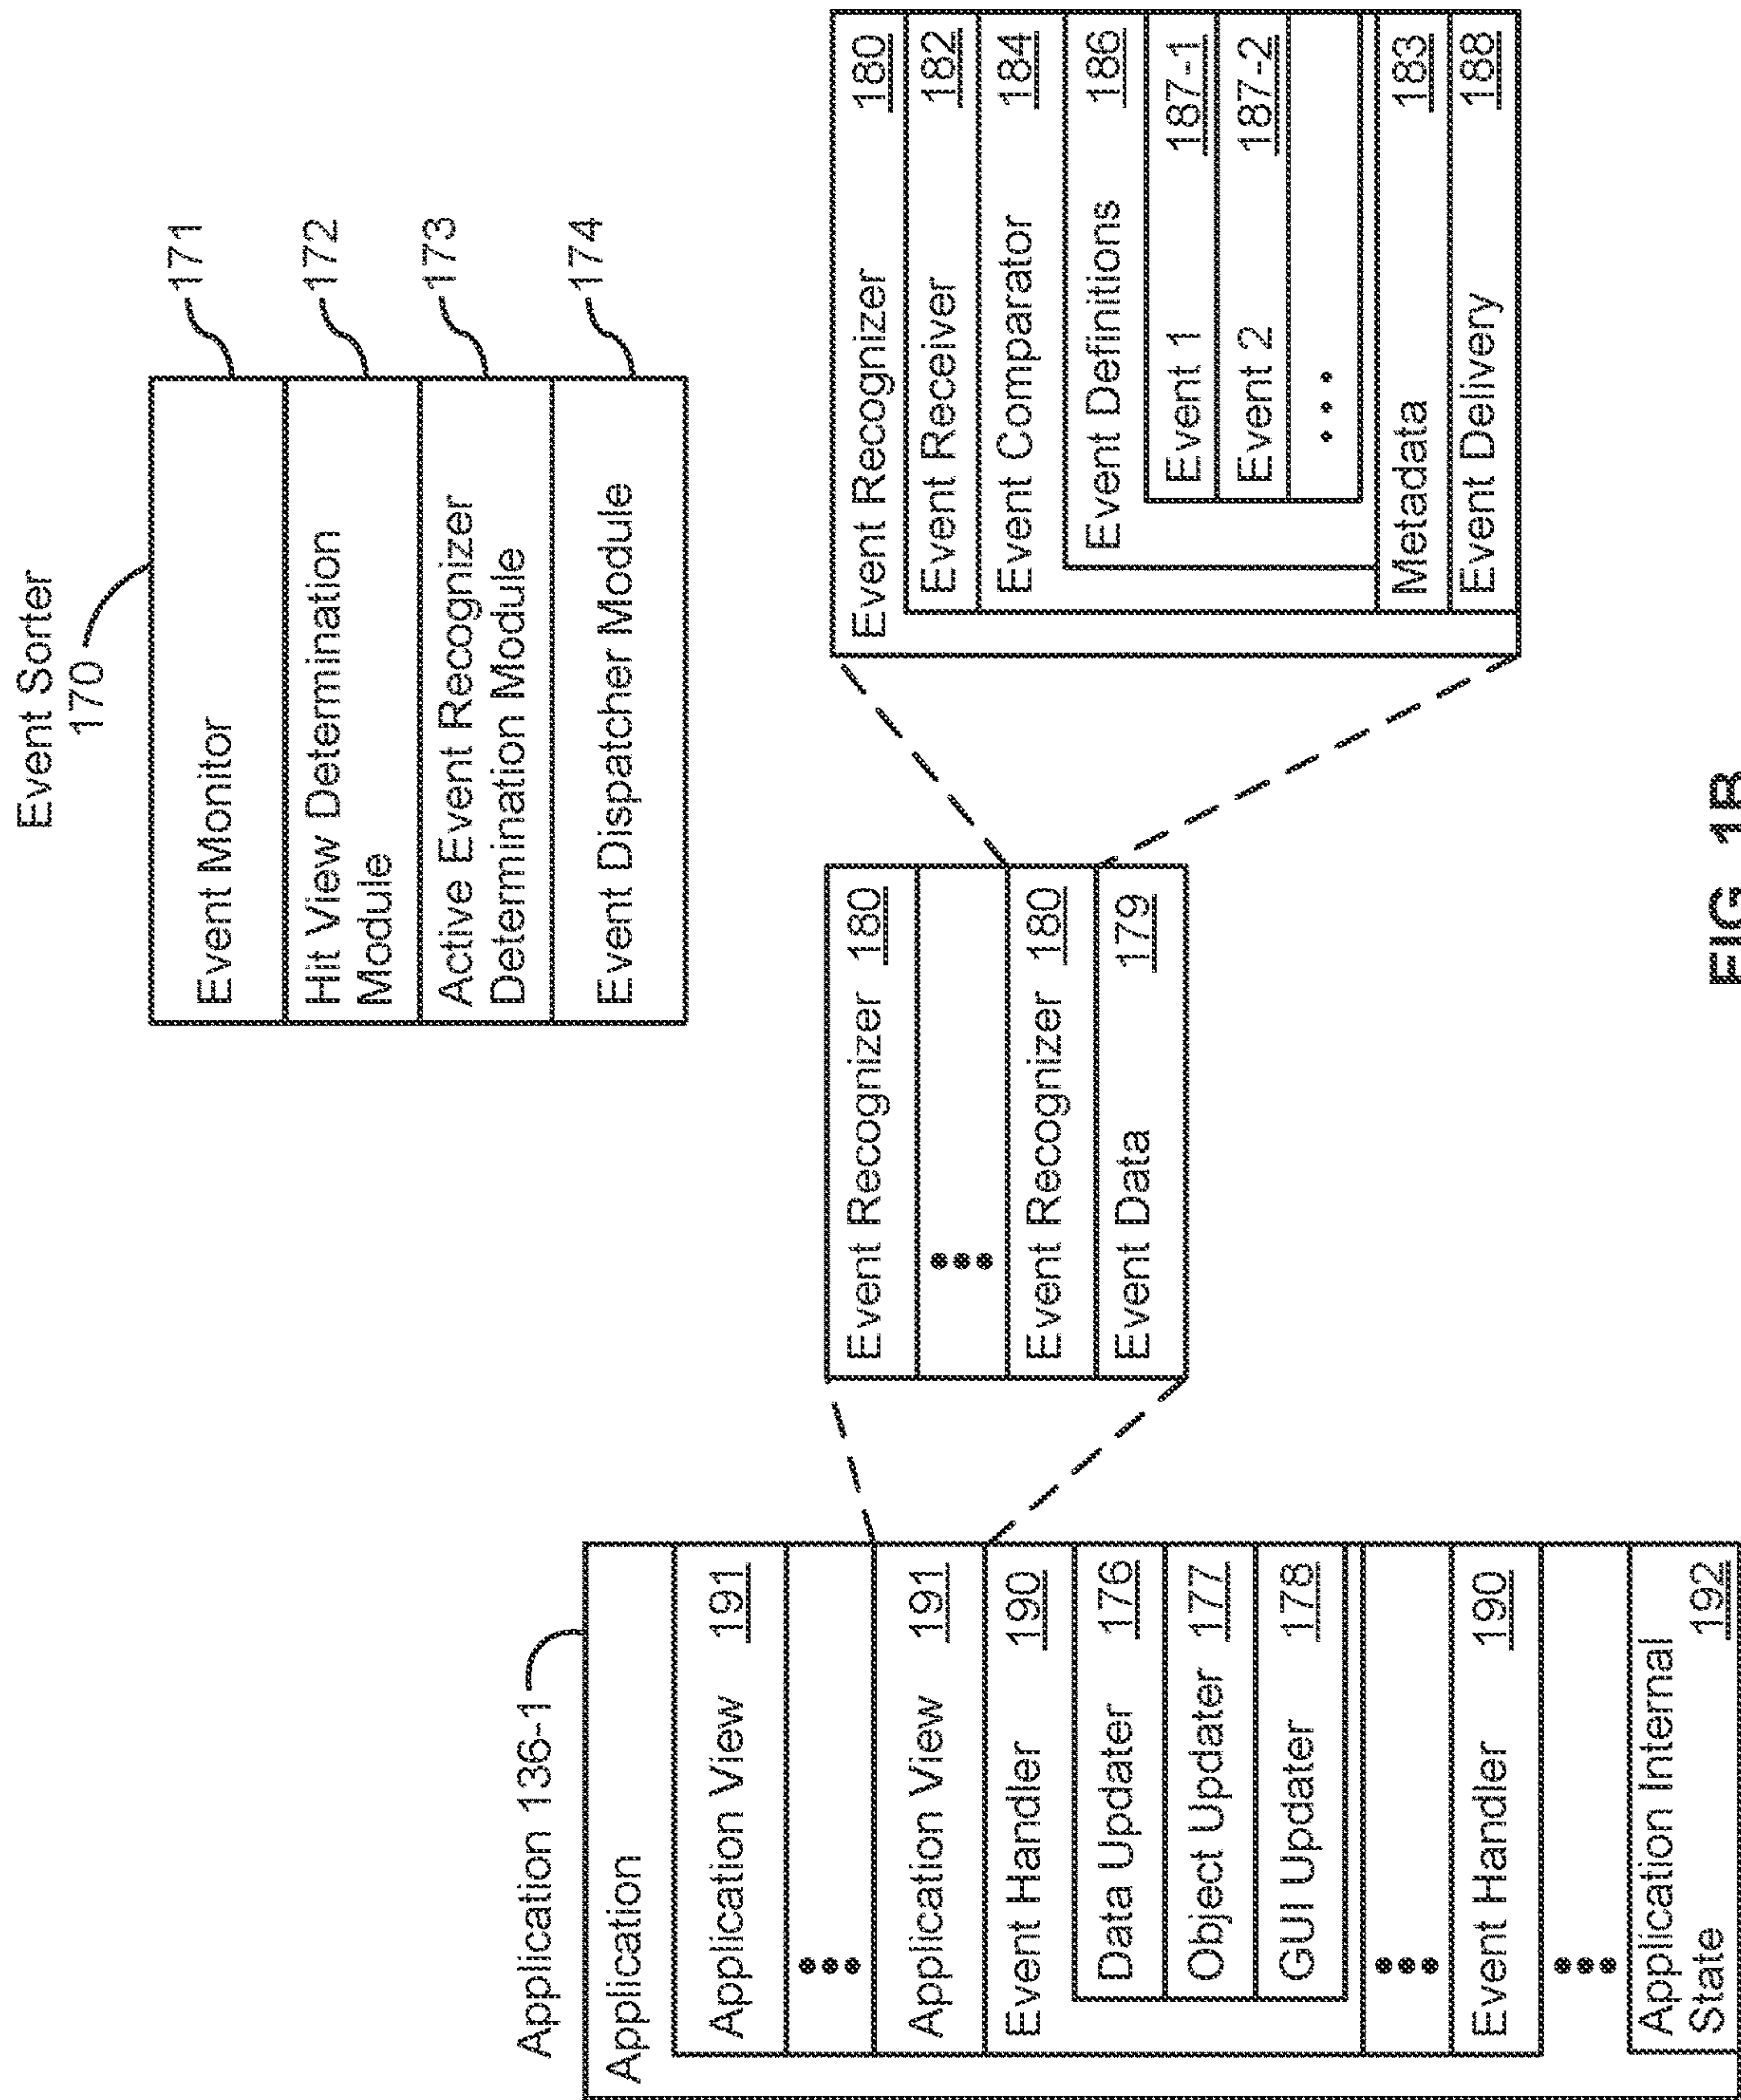 Event Sorter
170
Event Monitor
171
Hit View Determination
Module
172
Active Event Recognizer
Determination Module
173
Event Dispatcher Module
174
Application 136-1
Application
Application View 191
Application View 191
Event Handler 190
Data Updater 176
Object Updater 177
GUI Updater 178
Event Handler 190
Application Internal
State 192
Event Recognizer 180
Event Recognizer 180
Event Data 179
Event Recognizer 180
Event Receiver 182
Event Comparator 184
Event Definitions 186
Event 1 187-1
Event 2 187-2
Metadata 183
Event Delivery 188
FIG. 1B